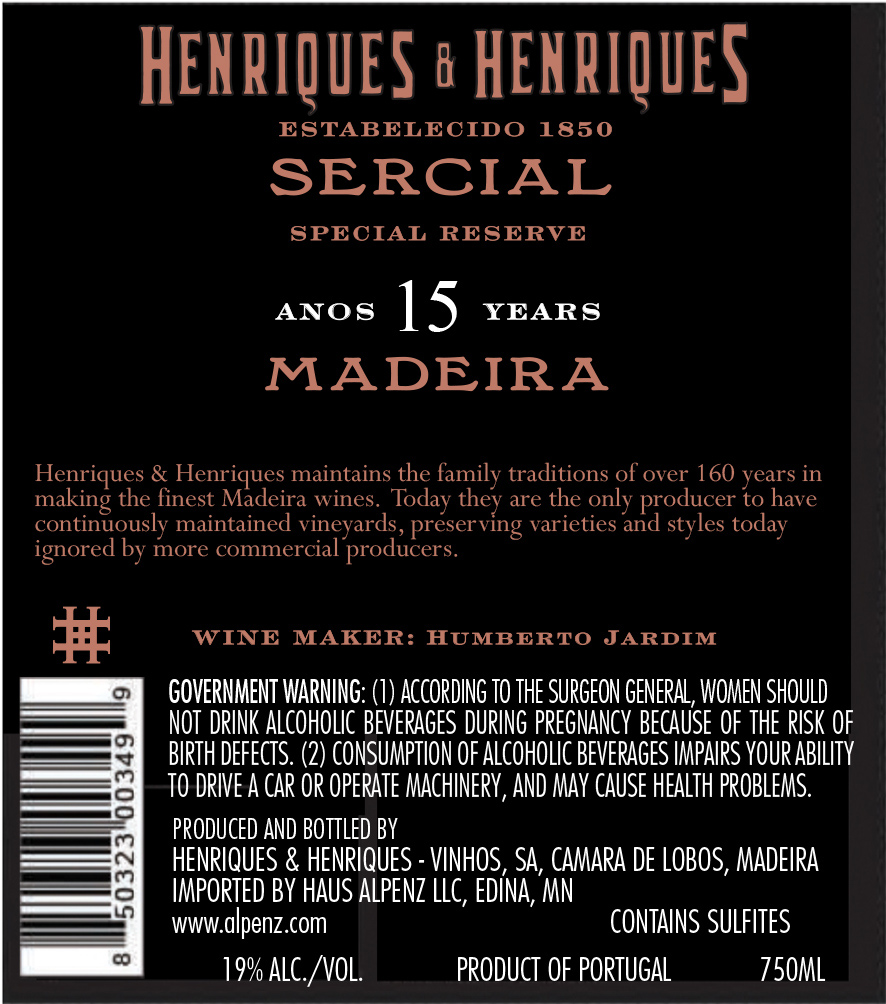 HENRIQUES & HENRIQUES
ESTABELECIDO 1850
SERCIAL
SPECIAL RESERVE
ANOS 15 YEARS
MADEIRA
Henriques & Henriques maintains the family traditions of over 160 years in
making the finest Madeira wines. Today they are the only producer to have
continuously maintained vineyards, preserving varieties and styles today
ignored by more commercial producers.
WINE MAKER: HUMBERTO JARDIM
8 50323 00349 9
GOVERNMENT WARNING: (1) ACCORDING TO THE SURGEON GENERAL, WOMEN SHOULD
NOT DRINK ALCOHOLIC BEVERAGES DURING PREGNANCY BECAUSE OF THE RISK OF
BIRTH DEFECTS. (2) CONSUMPTION OF ALCOHOLIC BEVERAGES IMPAIRS YOUR ABILITY
TO DRIVE A CAR OR OPERATE MACHINERY, AND MAY CAUSE HEALTH PROBLEMS.
PRODUCED AND BOTTLED BY
HENRIQUES & HENRIQUES - VINHOS, SA, CAMARA DE LOBOS, MADEIRA
IMPORTED BY HAUS ALPENZ LLC, EDINA, MN
www.alpenz.com CONTAINS SULFITES
19% ALC./VOL. PRODUCT OF PORTUGAL 750ML